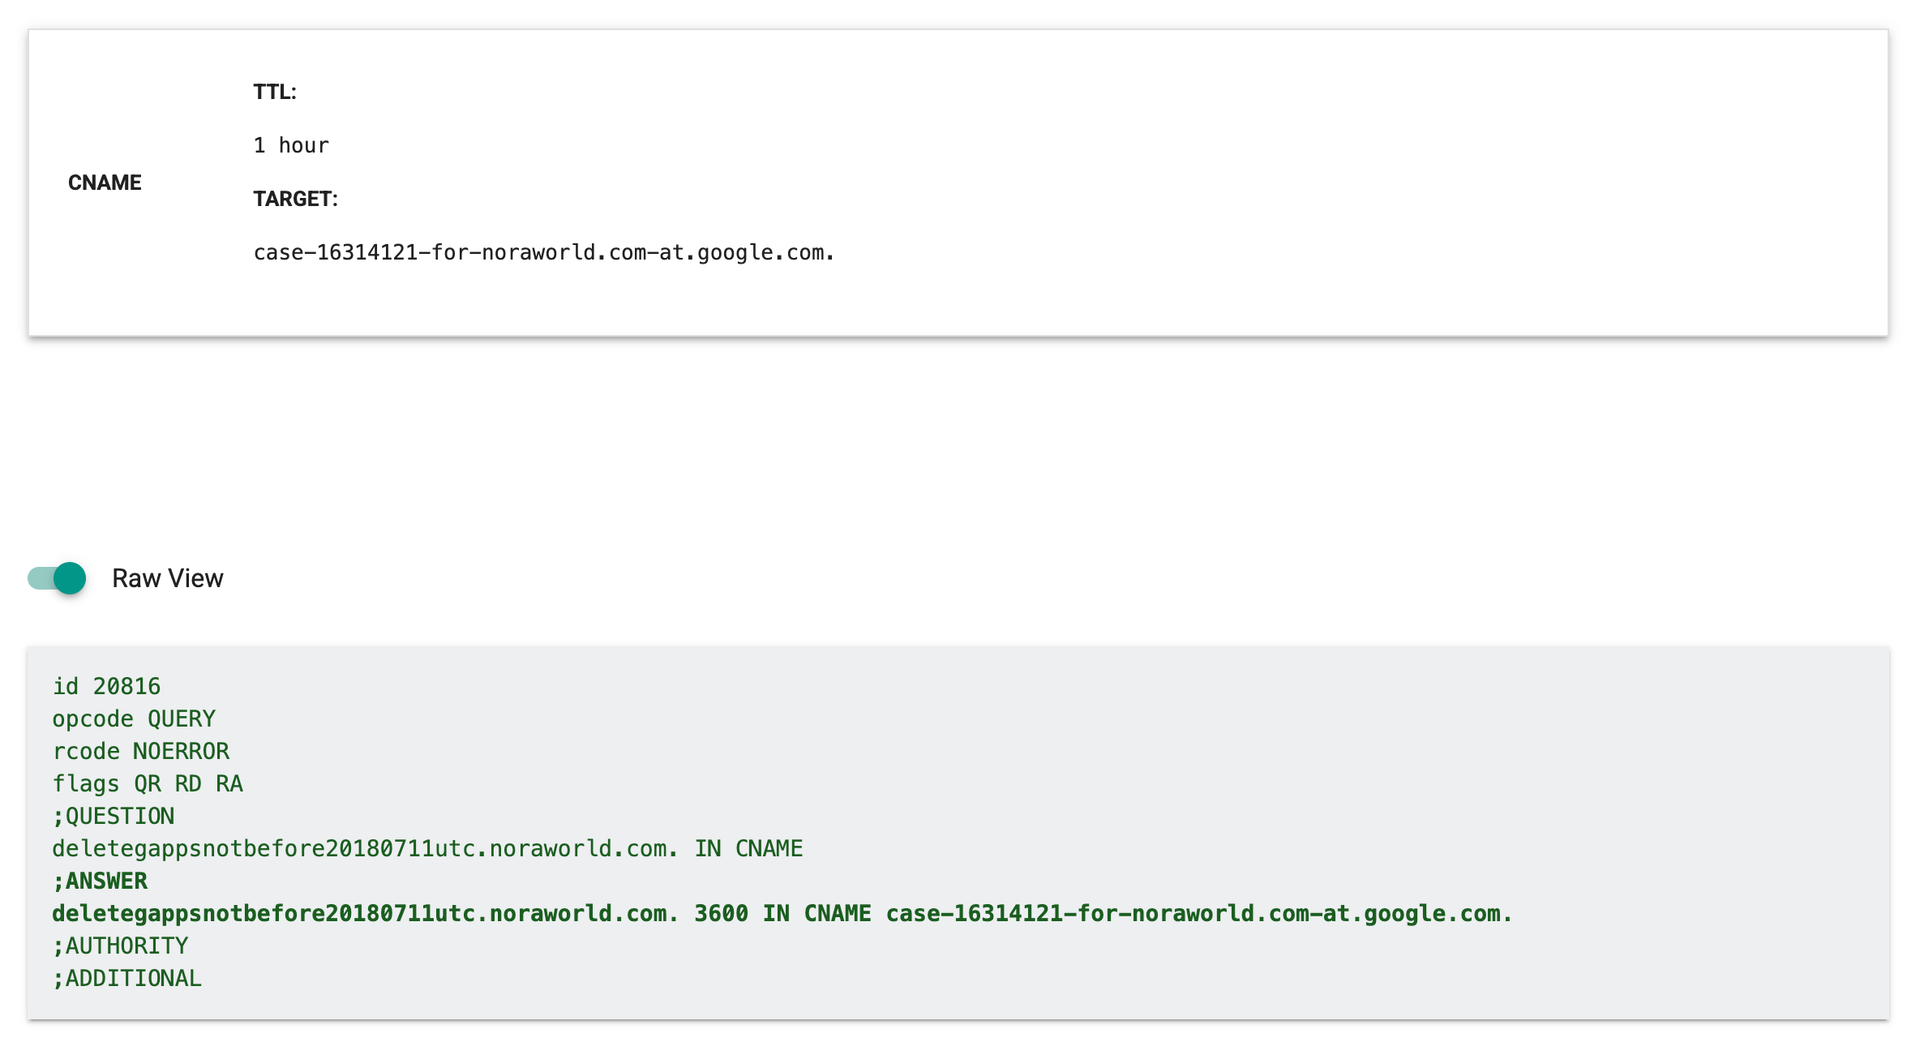 TTL:
1 hour
CNAME
TARGET:
case-16314121-for-noraworld.com-at.google.com.
Raw View
id 20816
opcode QUERY
rcode NOERROR
flags QR RD RA
;QUESTION
deletegappsnotbefore20180711utc.noraworld.com. IN CNAME
;ANSWER
deletegappsnotbefore20180711utc.noraworld.com. 3600 IN CNAME case-16314121-for-noraworld.com-at.google.com.
;AUTHORITY
;ADDITIONAL